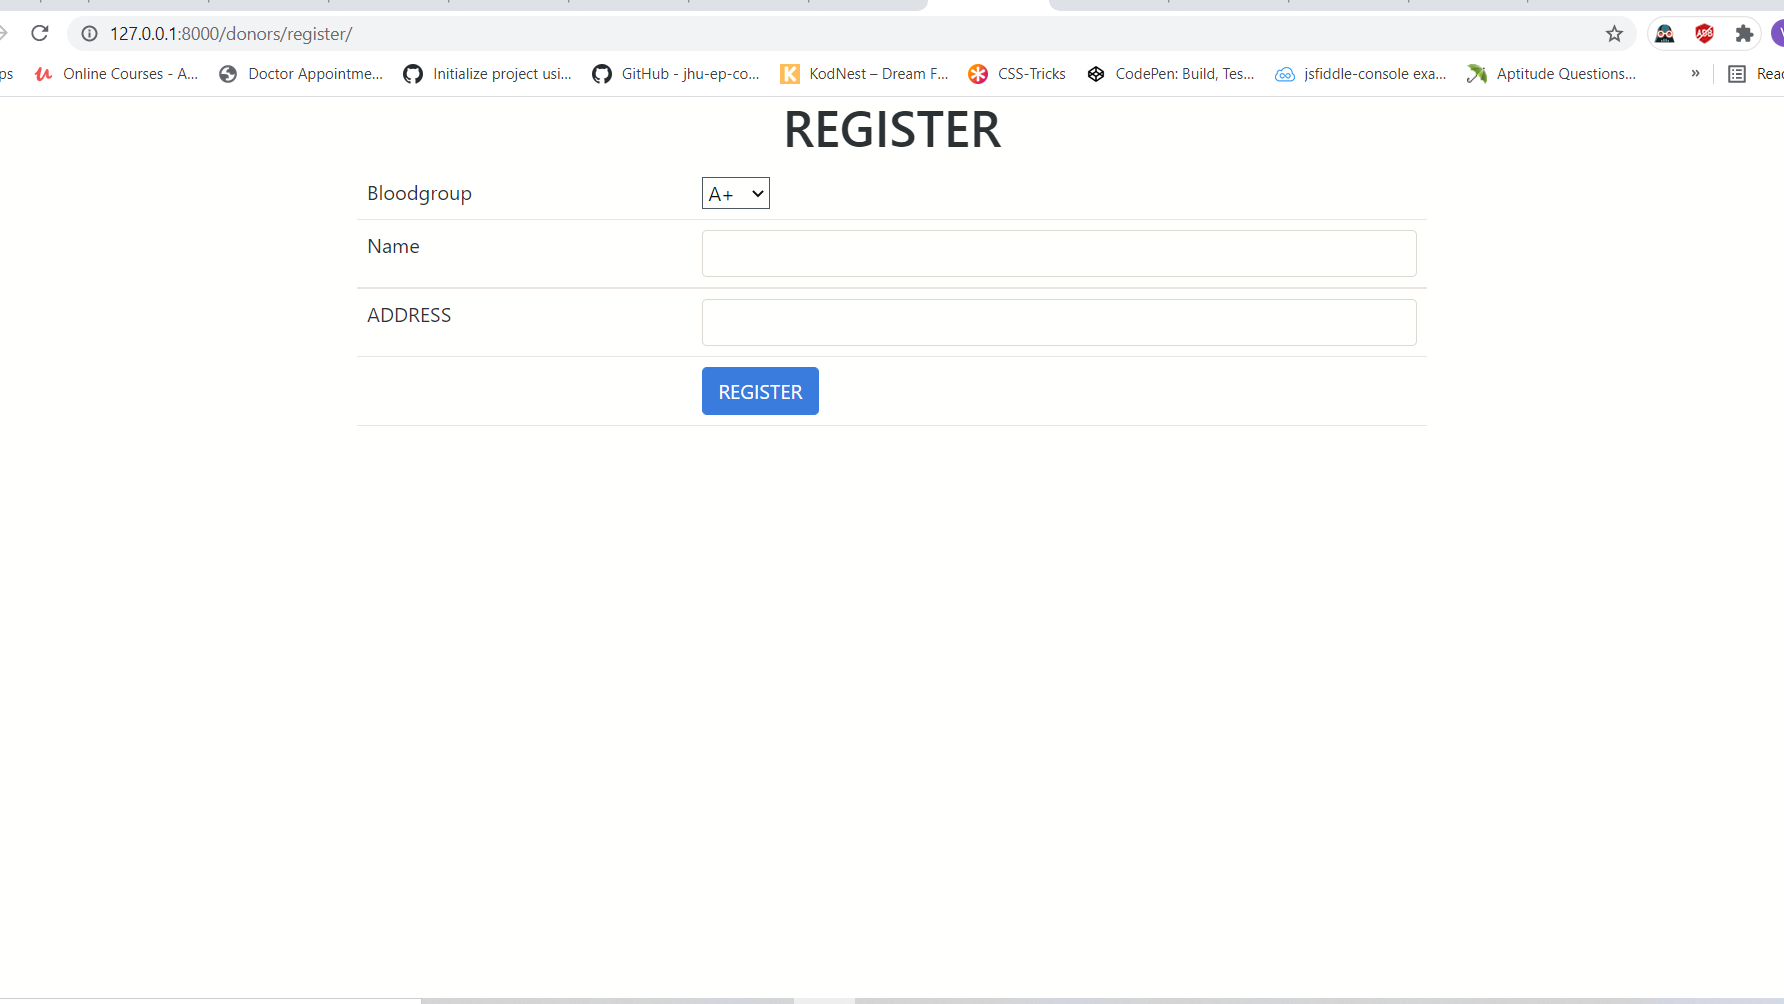 127.0.0.1:8000/donors/register/
ps Online Courses - A... Doctor Appointme... Initialize project usi... GitHub - jhu-ep-co... KodNest – Dream F... CSS-Tricks CodePen: Build, Tes... jsfiddle-console exa... Aptitude Questions... » Read
REGISTER
Bloodgroup A+
Name
ADDRESS
REGISTER